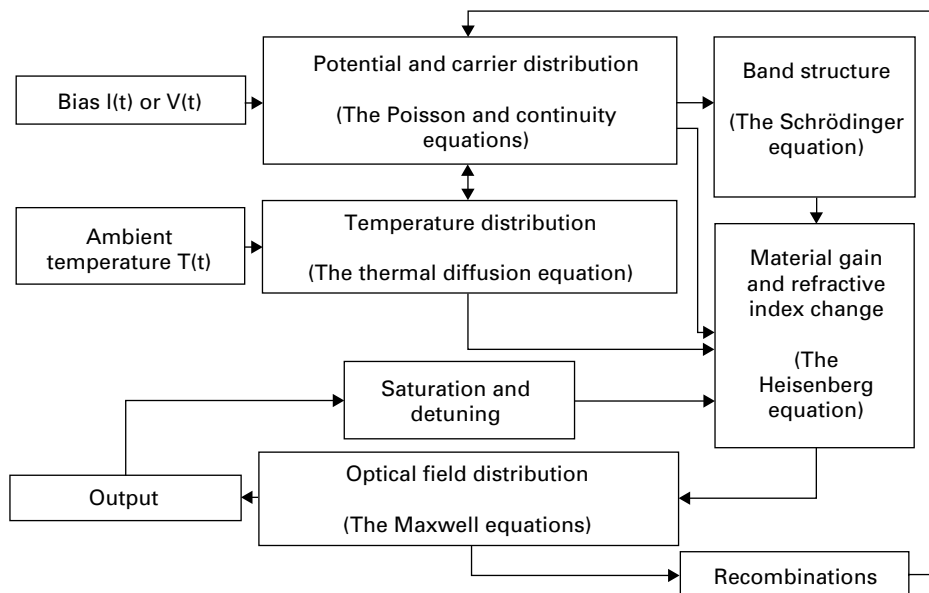 Potential and carrier distribution
(The Poisson and continuity
equations)
Band structure
(The Schrödinger
equation)
Bias I(t) or V(t)
Temperature distribution
(The thermal diffusion equation)
Ambient
temperature T(t)
Material gain
and refractive
index change
(The
Heisenberg
equation)
Saturation and
detuning
Optical field distribution
(The Maxwell equations)
Output
Recombinations